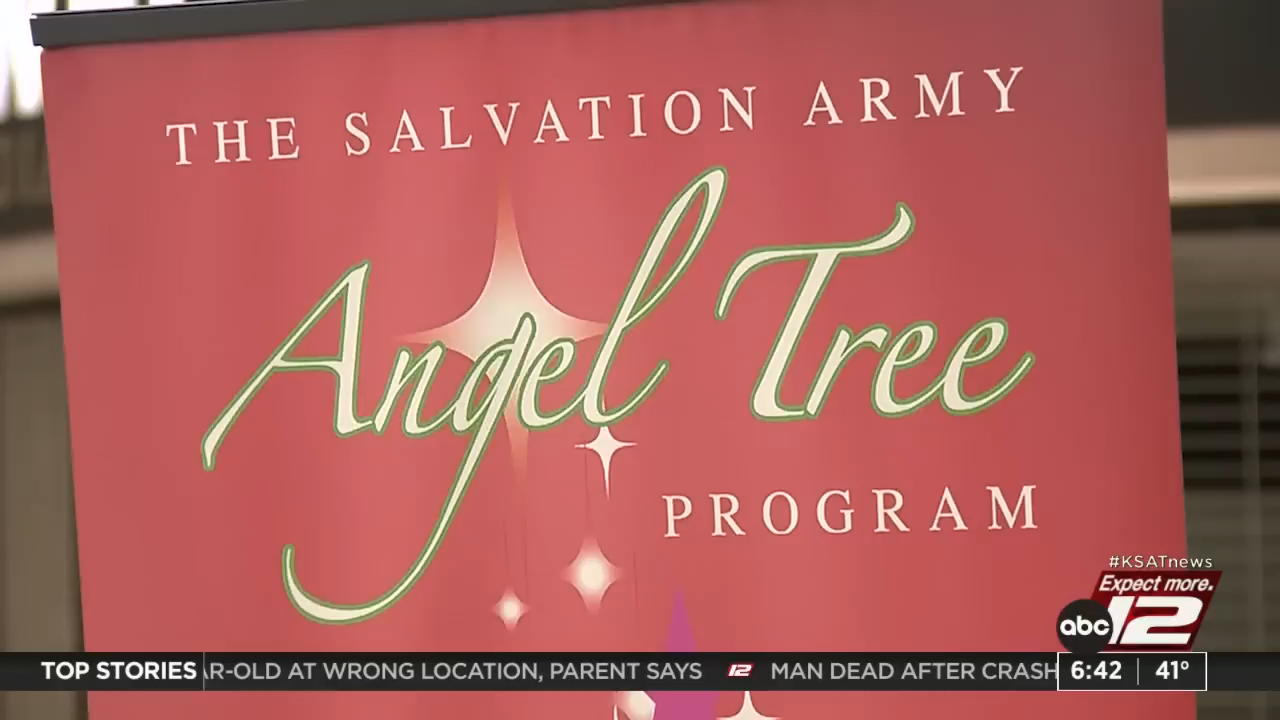 THE SALVATION ARMY
Angel Tree
PROGRAM
#KSATnews
Expect more.
abc 12
TOP STORIES R-OLD AT WRONG LOCATION, PARENT SAYS 12 MAN DEAD AFTER CRASH 6:42 41°